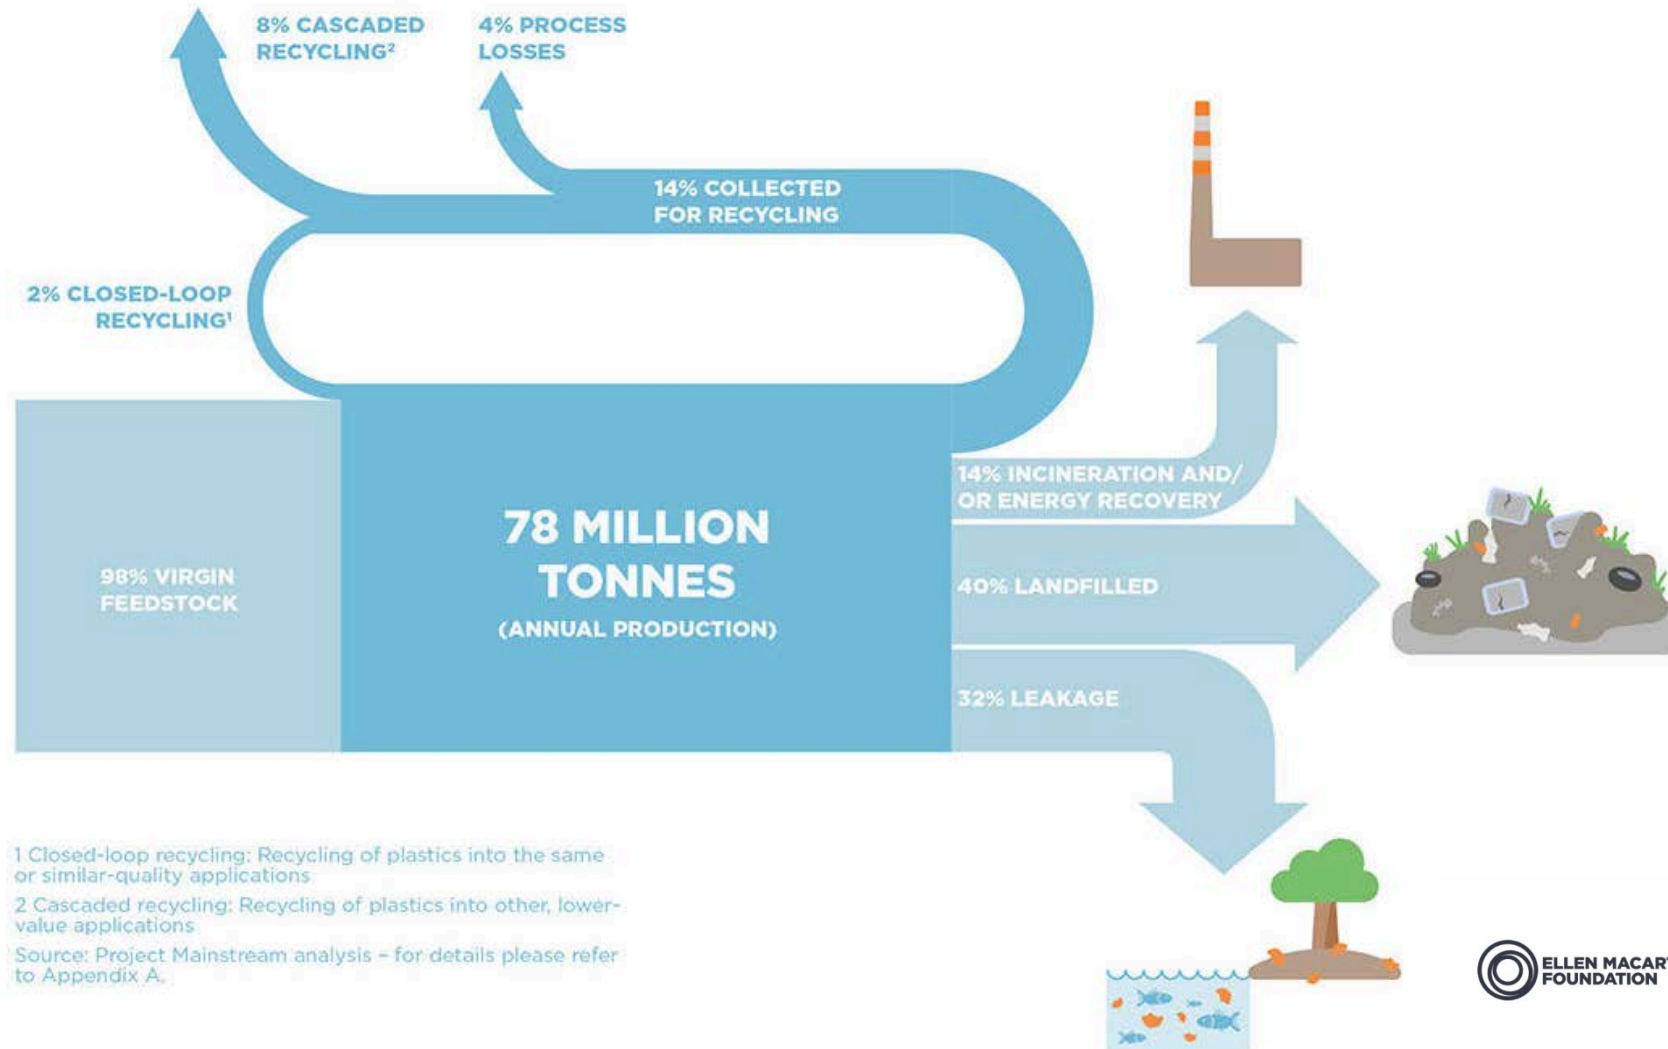 8% CASCADED
RECYCLING²
4% PROCESS
LOSSES
14% COLLECTED
FOR RECYCLING
2% CLOSED-LOOP
RECYCLING¹
14% INCINERATION AND/
OR ENERGY RECOVERY
78 MILLION
TONNES
(ANNUAL PRODUCTION)
98% VIRGIN
FEEDSTOCK
40% LANDFILLED
32% LEAKAGE
1 Closed-loop recycling: Recycling of plastics into the same
or similar-quality applications
2 Cascaded recycling: Recycling of plastics into other, lower-
value applications
Source: Project Mainstream analysis – for details please refer
to Appendix A.
ELLEN MACAR
FOUNDATION